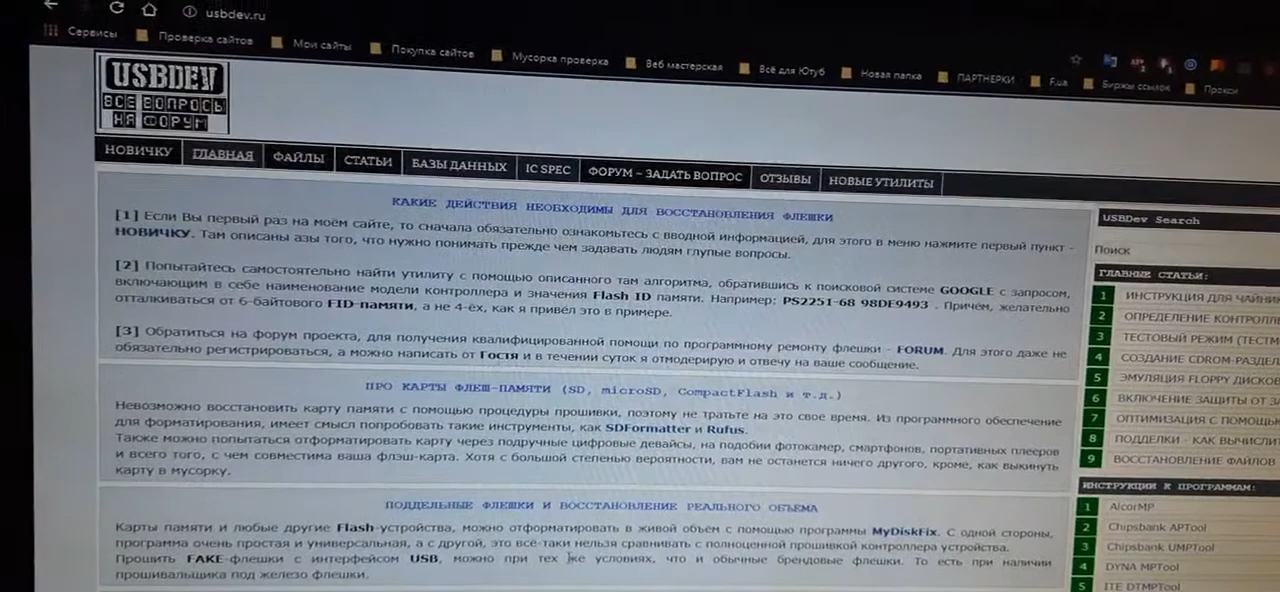 usbdev.ru
Сервисы Проверка сайтов Мои сайты Покупка сайтов Мусорка проверка Веб мастерская Всё для Ютуб Новая папка ПАРТНЕРКИ F.ua Биржы ссылок Прокси
USBDEV
ВСЕ ВОПРОСЫ
НЯ ФОРУМ
НОВИЧКУ ГЛАВНАЯ ФАЙЛЫ СТАТЬИ БАЗЫ ДАННЫХ IC SPEC ФОРУМ – ЗАДАТЬ ВОПРОС ОТЗЫВЫ НОВЫЕ УТИЛИТЫ
КАКИЕ ДЕЙСТВИЯ НЕОБХОДИМЫ ДЛЯ ВОССТАНОВЛЕНИЯ ФЛЕШКИ
[1] Если Вы первый раз на моём сайте, то сначала обязательно ознакомьтесь с вводной информацией, для этого в меню нажмите первый пункт -
НОВИЧКУ. Там описаны азы того, что нужно понимать прежде чем задавать людям глупые вопросы.
[2] Попытайтесь самостоятельно найти утилиту с помощью описанного там алгоритма, обратившись к поисковой системе GOOGLE с запросом,
включающим в себе наименование модели контроллера и значения Flash ID памяти. Например: PS2251-68 98DE9493 . Причём, желательно
отталкиваться от 6-байтового FID-памяти, а не 4-ех, как я привёл это в примере.
[3] Обратиться на форум проекта, для получения квалифицированной помощи по программному ремонту флешки - FORUM. Для этого даже не
обязательно регистрироваться, а можно написать от Гостя и в течении суток я отмодерирую и отвечу на ваше сообщение.
ПРО КАРТЫ ФЛЕШ-ПАМЯТИ (SD, microSD, CompactFlash и т.д.)
Невозможно восстановить карту памяти с помощью процедуры прошивки, поэтому не тратьте на это свое время. Из программного обеспечение
для форматирования, имеет смысл попробовать такие инструменты, как SDFormatter и Rufus.
Также можно попытаться отформатировать карту через подручные цифровые девайсы, на подобии фотокамер, смартфонов, портативных плееров
и всего того, с чем совместима ваша флэш-карта. Хотя с большой степенью вероятности, вам не останется ничего другого, кроме, как выкинуть
карту в мусорку.
ПОДДЕЛЬНЫЕ ФЛЕШКИ И ВОССТАНОВЛЕНИЕ РЕАЛЬНОГО ОБЪЕМА
Карты памяти и любые другие Flash-устройства, можно отформатировать в живой объем с помощью программы MyDiskFix. С одной стороны,
программа очень простая и универсальная, а с другой, это всё-таки нельзя сравнивать с полноценной прошивкой контроллера устройства.
Прошить FAKE-флешки с интерфейсом USB, можно при тех же условиях, что и обычные брендовые флешки. То есть при наличии
прошивальщика под железо флешки.
USBDev Search
Поиск
ГЛАВНЫЕ СТАТЬИ:
1 ИНСТРУКЦИЯ ДЛЯ ЧАЙНИ
2 ОПРЕДЕЛЕНИЕ КОНТРОЛЛ
3 ТЕСТОВЫЙ РЕЖИМ (ТЕСТМ
4 СОЗДАНИЕ CDROM-РАЗДЕЛ
5 ЭМУЛЯЦИЯ FLOPPY ДИСКОВ
6 ВКЛЮЧЕНИЕ ЗАЩИТЫ ОТ ЗА
7 ОПТИМИЗАЦИЯ С ПОМОЩЬЮ
8 ПОДДЕЛКИ - КАК ВЫЧИСЛИТ
9 ВОССТАНОВЛЕНИЕ ФАЙЛОВ
ИНСТРУКЦИИ К ПРОГРАММАМ:
1 AlcorMP
2 Chipsbank APTool
3 Chipsbank UMPTool
4 DYNA MPTool
5 ITE DTMPTool